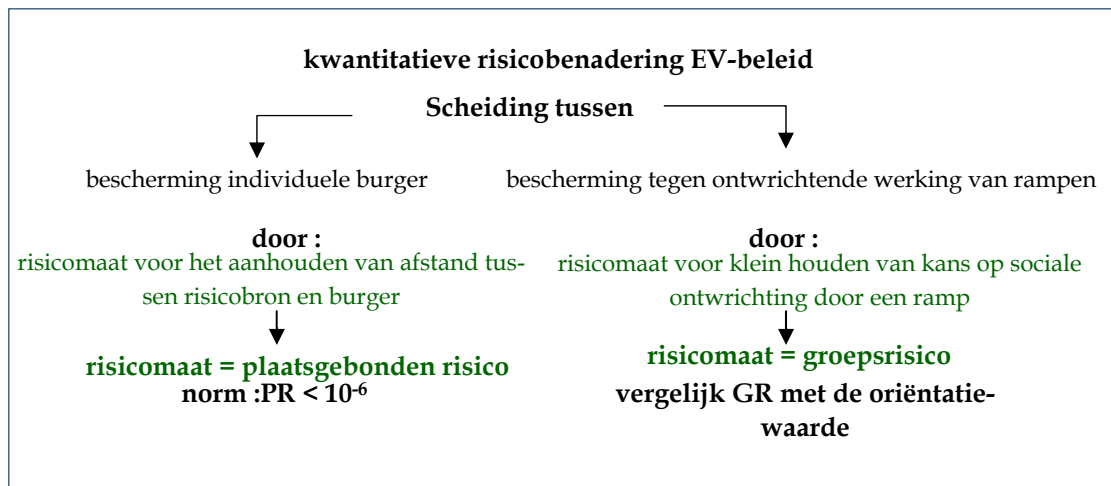 kwantitatieve risicobenadering EV-beleid
Scheiding tussen
bescherming individuele burger
door :
risicomaat voor het aanhouden van afstand tus-
sen risicobron en burger
risicomaat = plaatsgebonden risico
norm :PR < 10⁻⁶
bescherming tegen ontwrichtende werking van rampen
door :
risicomaat voor klein houden van kans op sociale
ontwrichting door een ramp
risicomaat = groepsrisico
vergelijk GR met de oriëntatie-
waarde